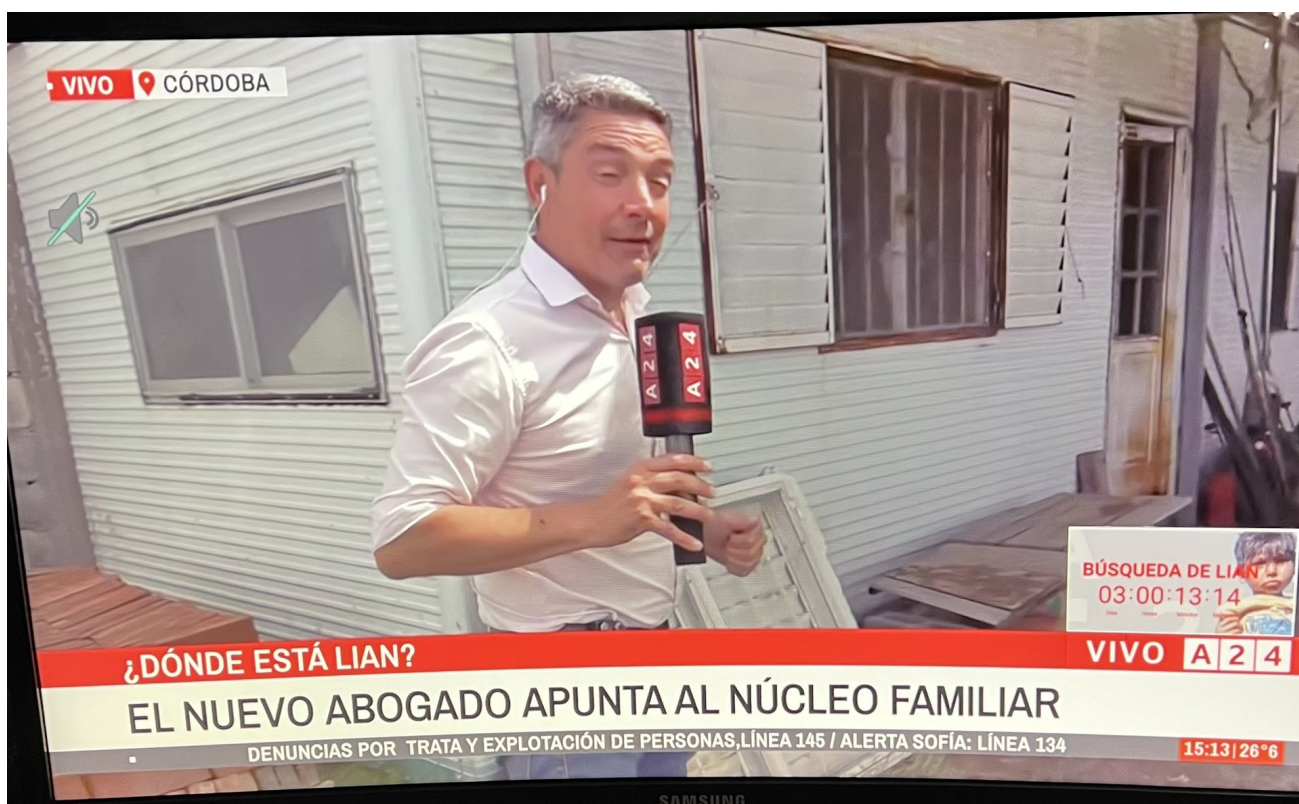 VIVO CÓRDOBA
A24
A24
BÚSQUEDA DE LIAN
03:00:13:14
¿DÓNDE ESTÁ LIAN?
VIVO A24
EL NUEVO ABOGADO APUNTA AL NÚCLEO FAMILIAR
DENUNCIAS POR TRATA Y EXPLOTACIÓN DE PERSONAS,LÍNEA 145 / ALERTA SOFÍA: LÍNEA 134
15:13|26°6
SAMSUNG